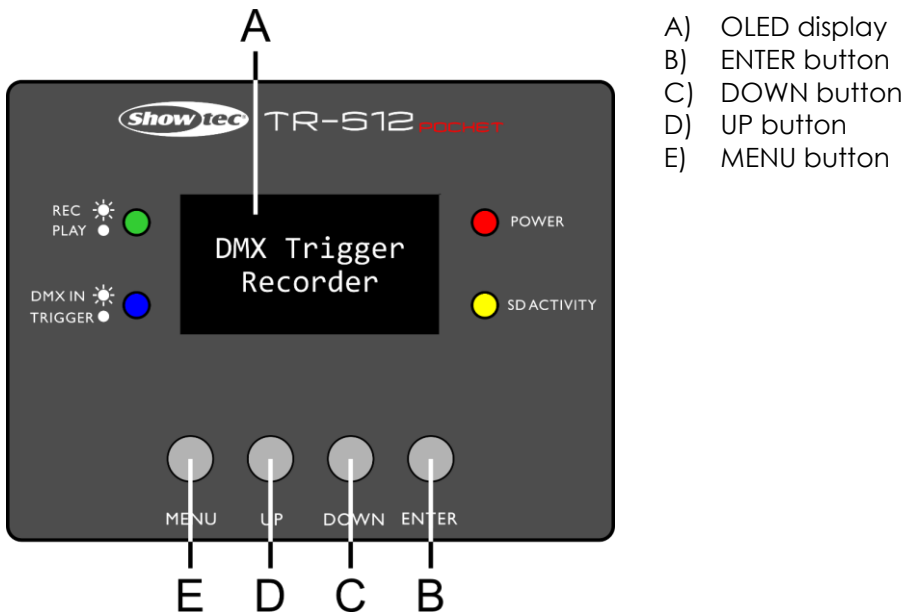 A
A) OLED display
B) ENTER button
C) DOWN button
D) UP button
E) MENU button
Showtec TR-512 POCKET
REC
PLAY
DMX Trigger
Recorder
POWER
DMX IN
TRIGGER
SD ACTIVITY
MENU UP DOWN ENTER
E D C B